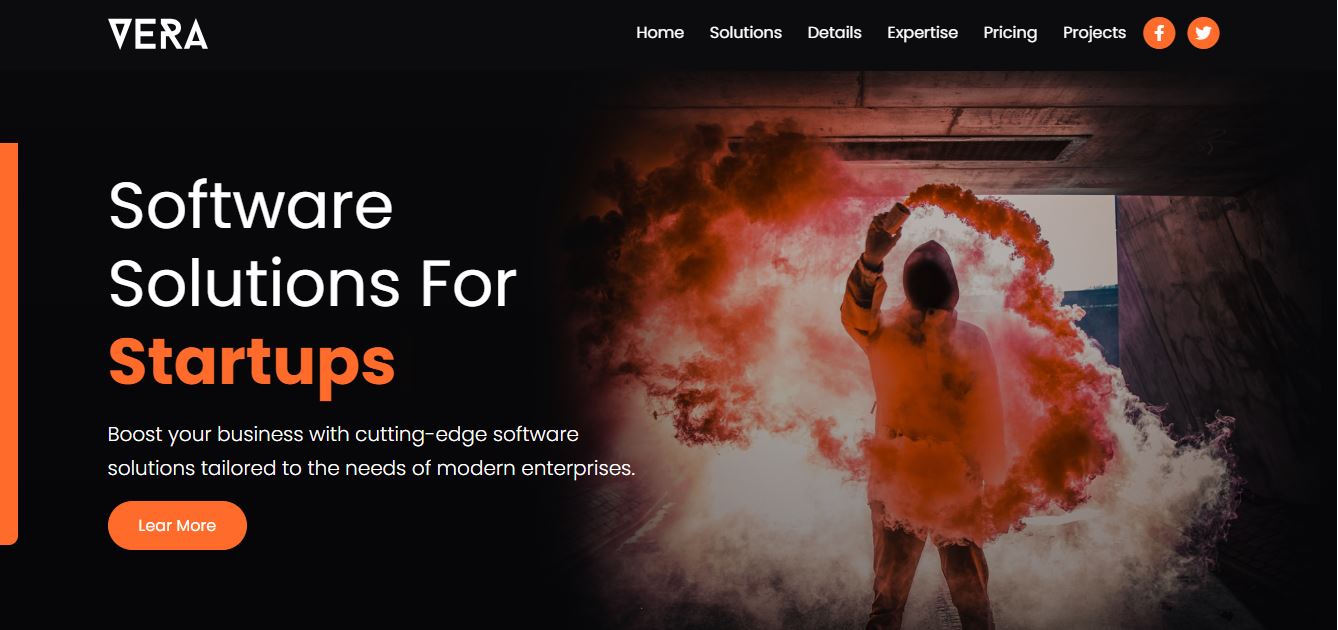 VERA
Home Solutions Details Expertise Pricing Projects
Software
Solutions For
Startups
Boost your business with cutting-edge software
solutions tailored to the needs of modern enterprises.
Lear More